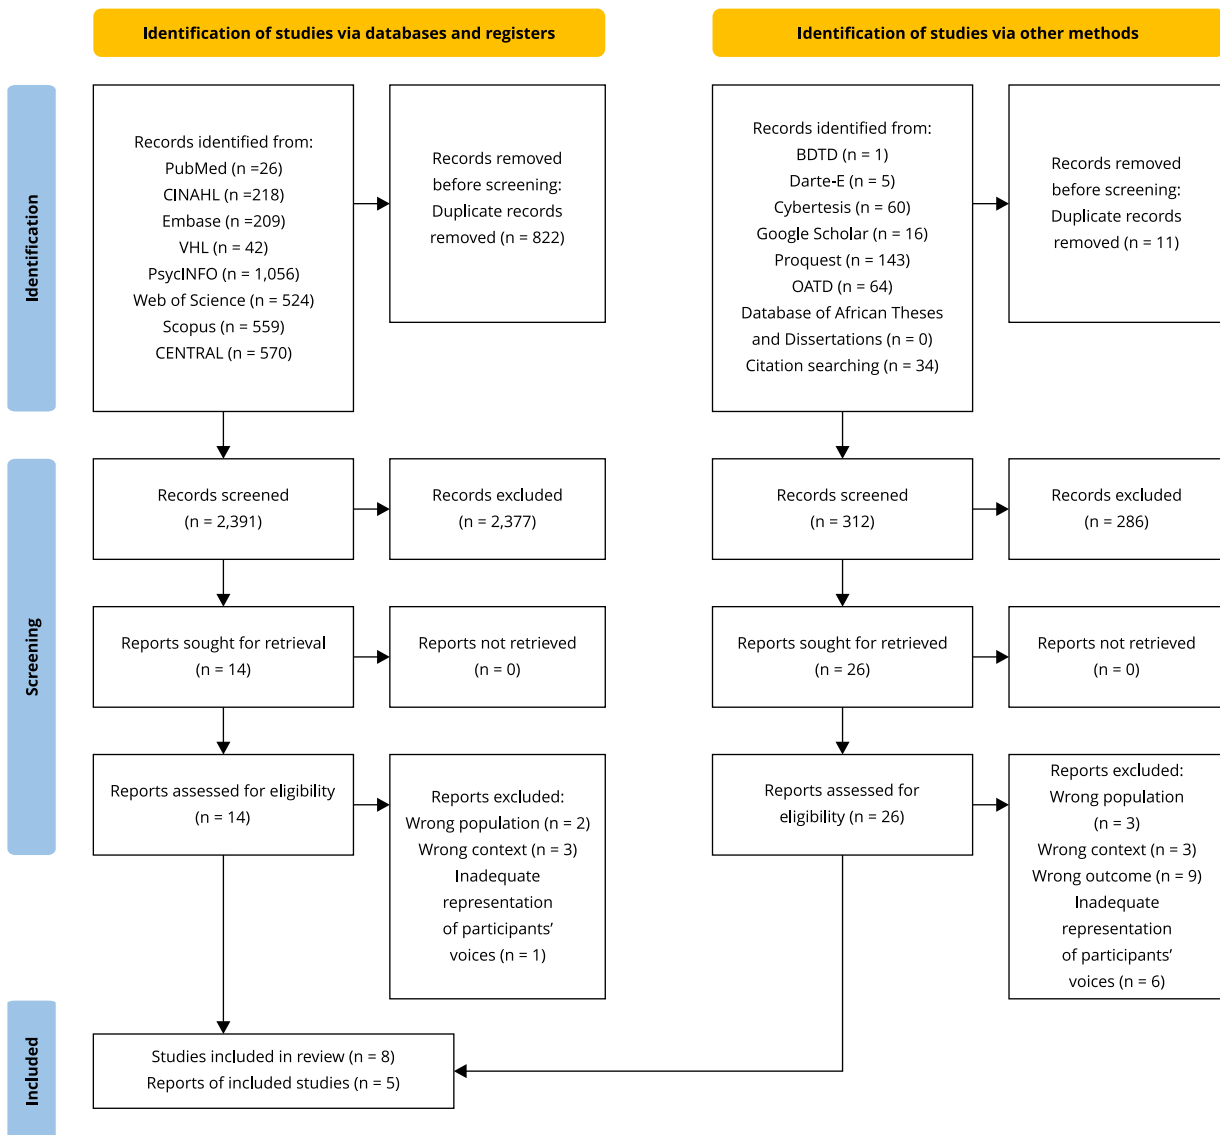 Identification of studies via databases and registers
Identification of studies via other methods
Identification
Records identified from:
PubMed (n =26)
CINAHL (n =218)
Embase (n =209)
VHL (n = 42)
PsycINFO (n = 1,056)
Web of Science (n = 524)
Scopus (n = 559)
CENTRAL (n = 570)
Records removed
before screening:
Duplicate records
removed (n = 822)
Records identified from:
BDTD (n = 1)
Darte-E (n = 5)
Cybertesis (n = 60)
Google Scholar (n = 16)
Proquest (n = 143)
OATD (n = 64)
Database of African Theses
and Dissertations (n = 0)
Citation searching (n = 34)
Records removed
before screening:
Duplicate records
removed (n = 11)
Screening
Records screened
(n = 2,391)
Records excluded
(n = 2,377)
Records screened
(n = 312)
Records excluded
(n = 286)
Reports sought for retrieval
(n = 14)
Reports not retrieved
(n = 0)
Reports sought for retrieved
(n = 26)
Reports not retrieved
(n = 0)
Reports assessed for eligibility
(n = 14)
Reports excluded:
Wrong population (n = 2)
Wrong context (n = 3)
Inadequate
representation
of participants’
voices (n = 1)
Reports assessed for
eligibility (n = 26)
Reports excluded:
Wrong population
(n = 3)
Wrong context (n = 3)
Wrong outcome (n = 9)
Inadequate
representation
of participants’
voices (n = 6)
Included
Studies included in review (n = 8)
Reports of included studies (n = 5)